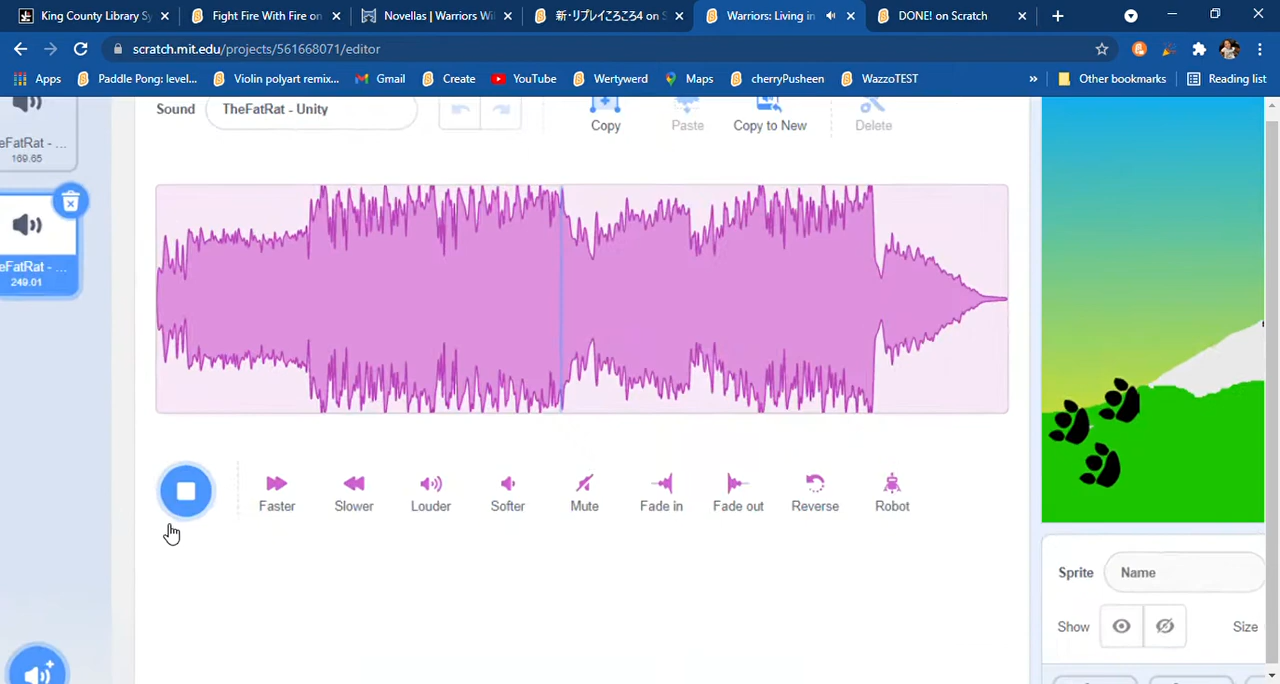 King County Library Sy
Fight Fire With Fire on
Novellas | Warriors Wi
新・リプレイころころ4 on S
Warriors: Living in
DONE! on Scratch
scratch.mit.edu/projects/561668071/editor
Apps
Paddle Pong: level...
Violin polyart remix...
Gmail
Create
YouTube
Wertywerd
Maps
cherryPusheen
WazzoTEST
»
Other bookmarks
Reading list
eFatRat - ...
169.65
eFatRat - ...
249.01
Sound
TheFatRat - Unity
Copy
Paste
Copy to New
Delete
Faster
Slower
Louder
Softer
Mute
Fade in
Fade out
Reverse
Robot
Sprite
Name
Show
Size